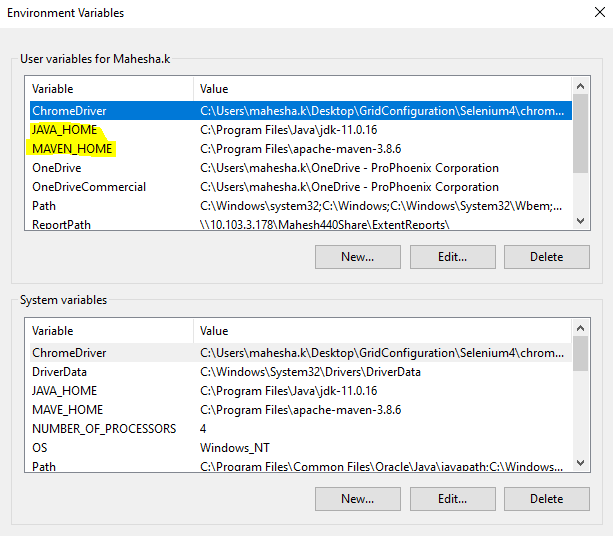 Environment Variables
User variables for Mahesha.k
Variable Value
ChromeDriver C:\Users\mahesha.k\Desktop\GridConfiguration\Selenium4\chrom...
JAVA_HOME C:\Program Files\Java\jdk-11.0.16
MAVEN_HOME C:\Program Files\apache-maven-3.8.6
OneDrive C:\Users\mahesha.k\OneDrive - ProPhoenix Corporation
OneDriveCommercial C:\Users\mahesha.k\OneDrive - ProPhoenix Corporation
Path C:\Windows\system32;C:\Windows;C:\Windows\System32\Wbem;...
ReportPath \\10.103.3.178\Mahesh440Share\ExtentReports\
New... Edit... Delete
System variables
Variable Value
ChromeDriver C:\Users\mahesha.k\Desktop\GridConfiguration\Selenium4\chrom...
DriverData C:\Windows\System32\Drivers\DriverData
JAVA_HOME C:\Program Files\Java\jdk-11.0.16
MAVE_HOME C:\Program Files\apache-maven-3.8.6
NUMBER_OF_PROCESSORS 4
OS Windows_NT
Path C:\Program Files\Common Files\Oracle\Java\javapath;C:\Windows...
New... Edit... Delete